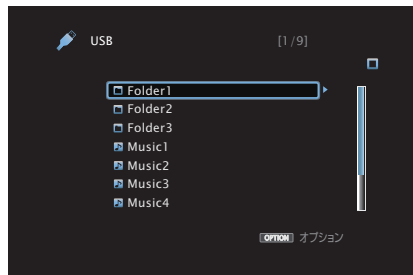 USB [1/9]
Folder1
Folder2
Folder3
Music1
Music2
Music3
Music4
OPTION オプション